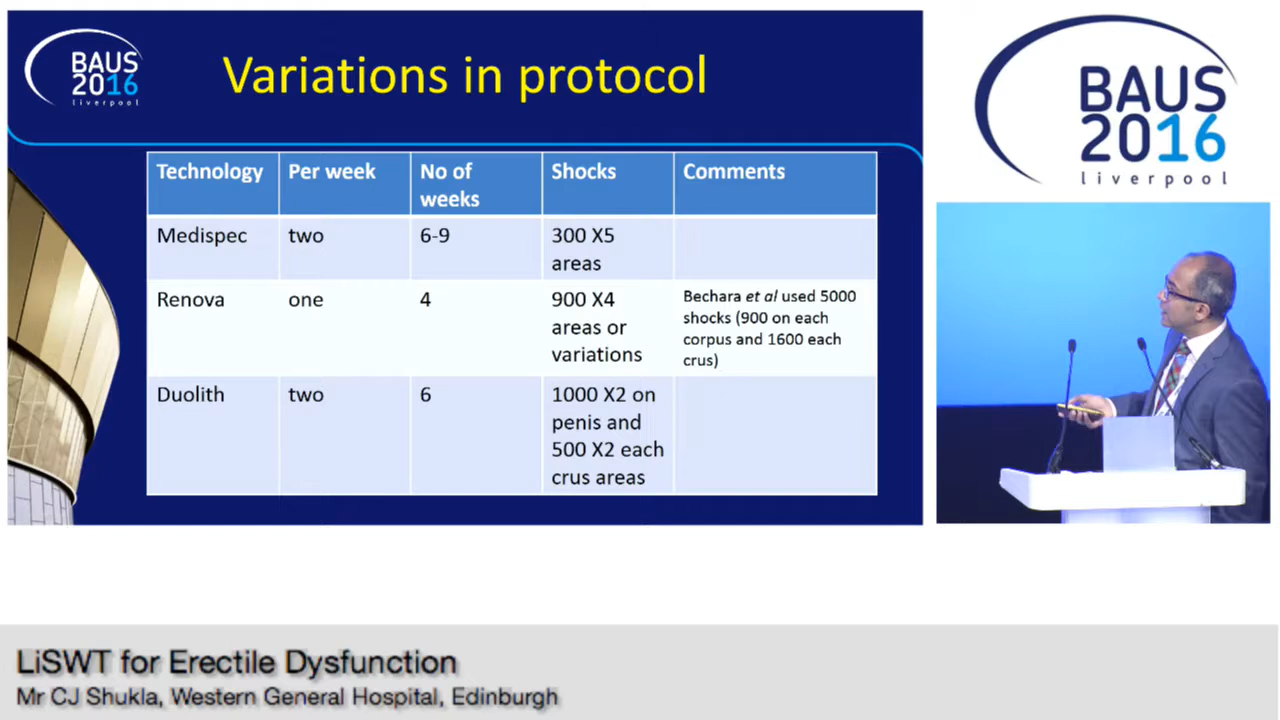 BAUS
2016
liverpool
Variations in protocol
Technology
Per week
No of
weeks
Shocks
Comments
Medispec
two
6-9
300 X5
areas
Renova
one
4
900 X4
areas or
variations
Bechara et al used 5000
shocks (900 on each
corpus and 1600 each
crus)
Duolith
two
6
1000 X2 on
penis and
500 X2 each
crus areas
BAUS
2016
liverpool
LiSWT for Erectile Dysfunction
Mr CJ Shukla, Western General Hospital, Edinburgh